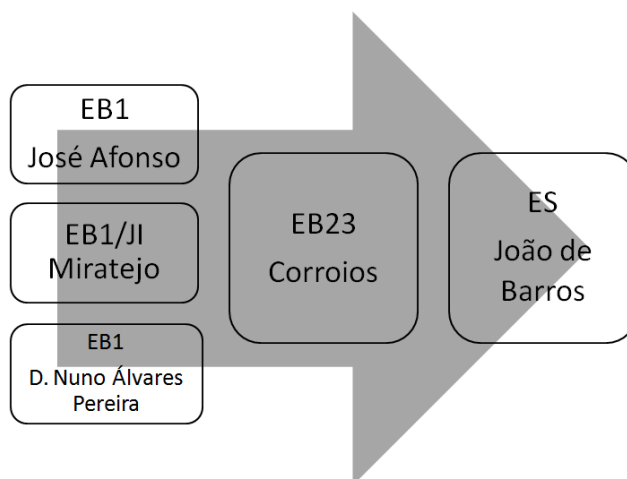 EB1
José Afonso
EB1/JI
Miratejo
EB1
D. Nuno Álvares
Pereira
EB23
Corroios
ES
João de
Barros